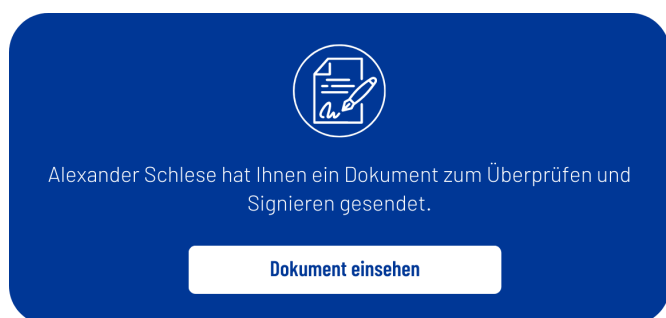 Alexander Schlese hat Ihnen ein Dokument zum Überprüfen und
Signieren gesendet.
Dokument einsehen